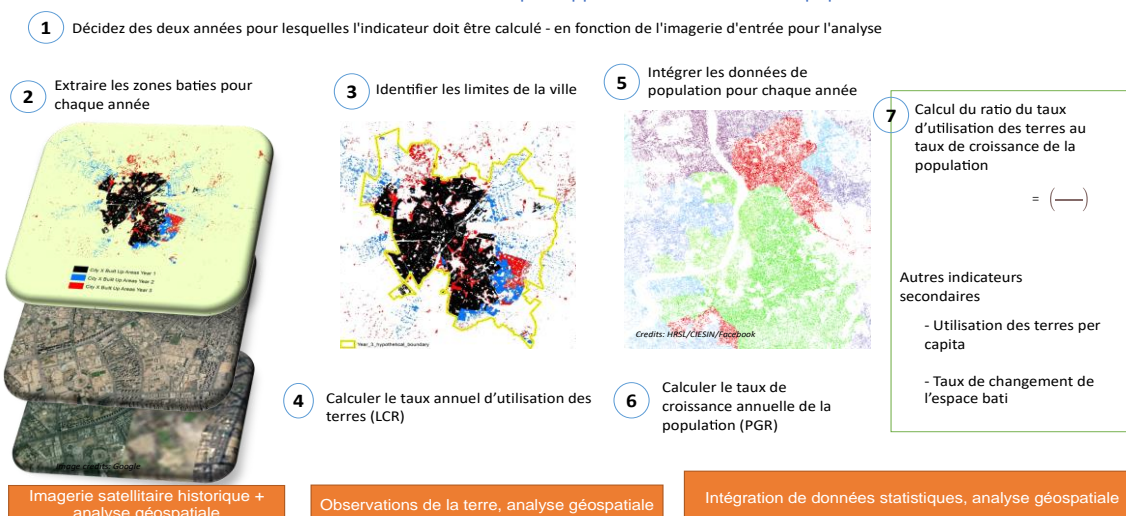 1
Décidez des deux années pour lesquelles l'indicateur doit être calculé - en fonction de l'imagerie d'entrée pour l'analyse
2
Extraire les zones baties pour
chaque année
City X Built Up Areas Year 1
City X Built Up Areas Year 2
City X Built Up Areas Year 3
Image credits: Google
3
Identifier les limites de la ville
Year_3_hypothetical_boundary
4
Calculer le taux annuel d'utilisation des
terres (LCR)
5
Intégrer les données de
population pour chaque année
Credits: HRSL/CIESIN/Facebook
6
Calculer le taux de
croissance annuelle de la
population (PGR)
7
Calcul du ratio du taux
d'utilisation des terres au
taux de croissance de la
population
= (—)
Autres indicateurs
secondaires
- Utilisation des terres per
capita
- Taux de changement de
l'espace bati
Imagerie satellitaire historique +
analyse géospatiale
Observations de la terre, analyse géospatiale
Intégration de données statistiques, analyse géospatiale